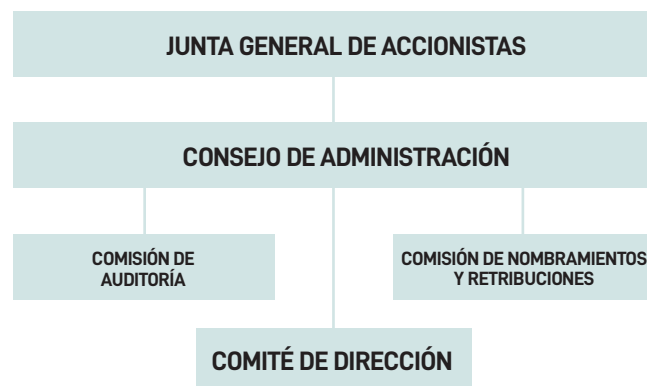 JUNTA GENERAL DE ACCIONISTAS
CONSEJO DE ADMINISTRACIÓN
COMISIÓN DE
AUDITORÍA
COMISIÓN DE NOMBRAMIENTOS
Y RETRIBUCIONES
COMITÉ DE DIRECCIÓN